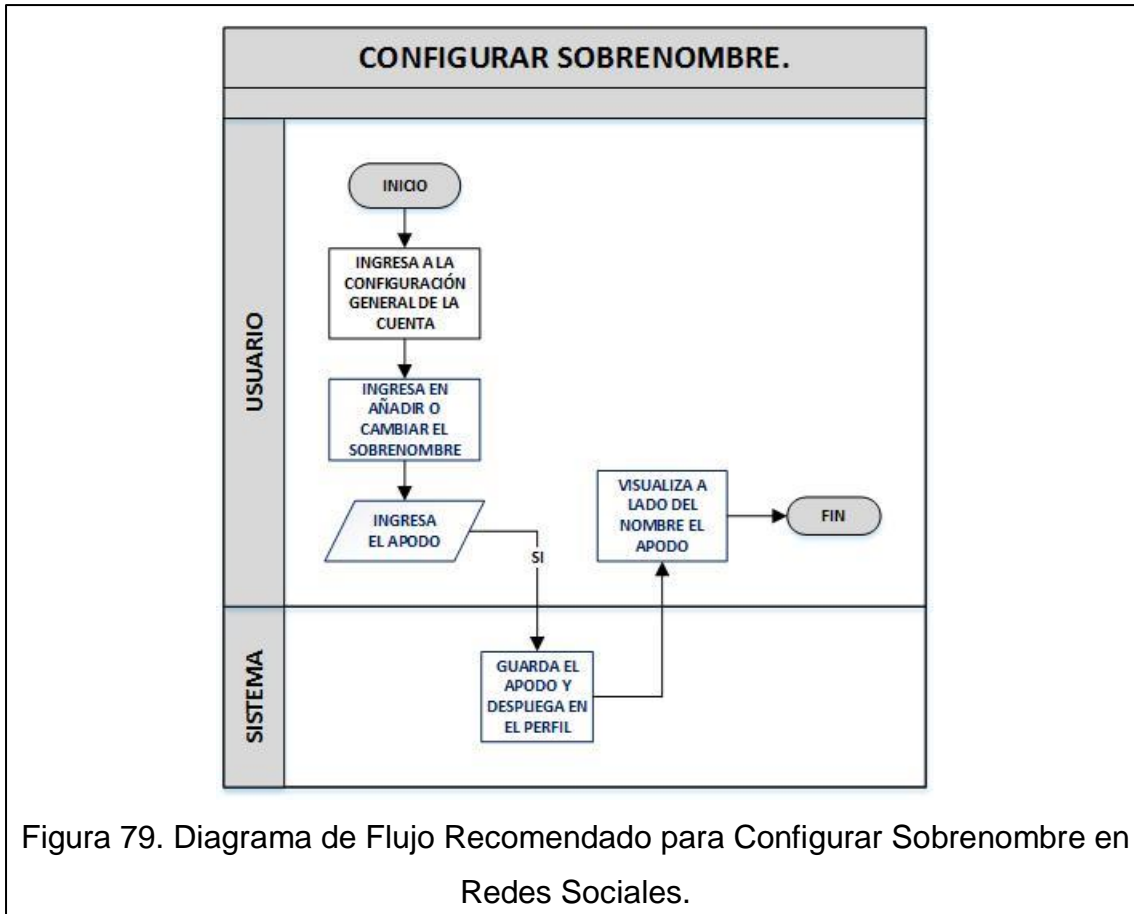 CONFIGURAR SOBRENOMBRE.
USUARIO
INICIO
INGRESA A LA
CONFIGURACIÓN
GENERAL DE LA
CUENTA
INGRESA EN
AÑADIR O
CAMBIAR EL
SOBRENOMBRE
INGRESA
EL APODO
SI
VISUALIZA A
LADO DEL
NOMBRE EL
APODO
FIN
SISTEMA
GUARDA EL
APODO Y
DESPLIEGA EN
EL PERFIL
Figura 79. Diagrama de Flujo Recomendado para Configurar Sobrenombre en
Redes Sociales.